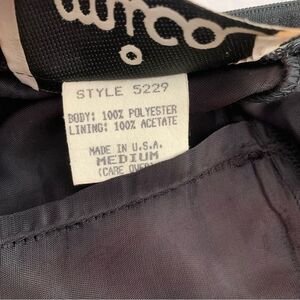 STYLE 5229
BODY: 100% POLYESTER
LINING: 100% ACETATE
MADE IN U.S.A.
MEDIUM
(CARE OVER)